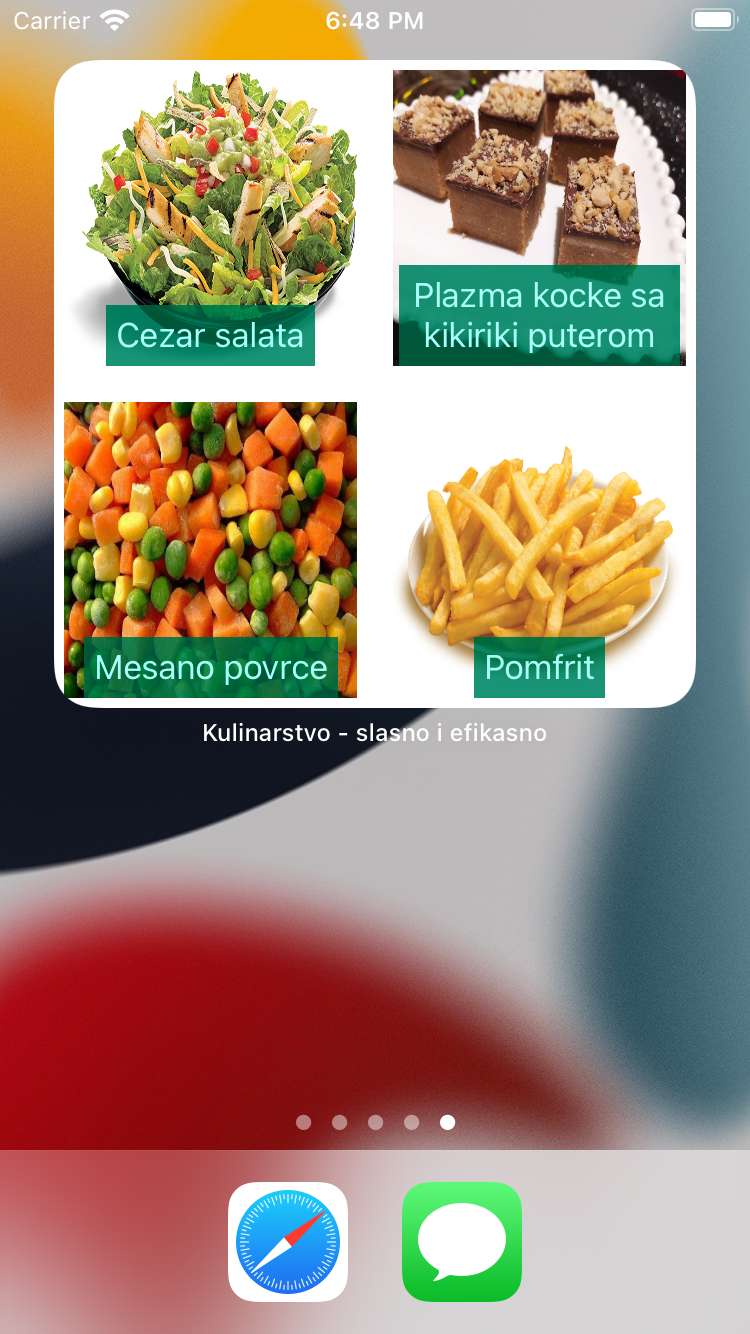 Carrier 6:48 PM
Cezar salata
Plazma kocke sa
kikiriki puterom
Mesano povrce
Pomfrit
Kulinarstvo - slasno i efikasno